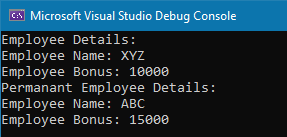 Microsoft Visual Studio Debug Console
Employee Details:
Employee Name: XYZ
Employee Bonus: 10000
Permanant Employee Details:
Employee Name: ABC
Employee Bonus: 15000